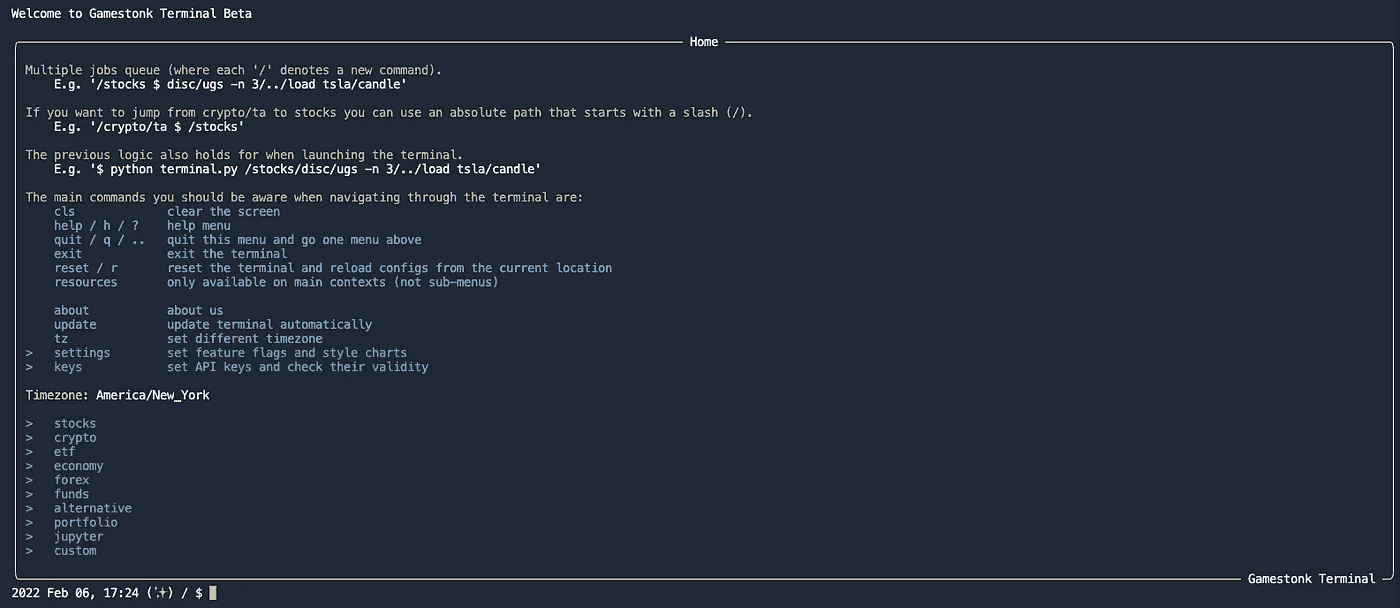 Welcome to Gamestonk Terminal Beta
Home
Multiple jobs queue (where each '/' denotes a new command).
E.g. '/stocks $ disc/ugs -n 3/../load tsla/candle'
If you want to jump from crypto/ta to stocks you can use an absolute path that starts with a slash (/).
E.g. '/crypto/ta $ /stocks'
The previous logic also holds for when launching the terminal.
E.g. '$ python terminal.py /stocks/disc/ugs -n 3/../load tsla/candle'
The main commands you should be aware when navigating through the terminal are:
cls clear the screen
help / h / ? help menu
quit / q / .. quit this menu and go one menu above
exit exit the terminal
reset / r reset the terminal and reload configs from the current location
resources only available on main contexts (not sub-menus)
about about us
update update terminal automatically
tz set different timezone
> settings set feature flags and style charts
> keys set API keys and check their validity
Timezone: America/New_York
> stocks
> crypto
> etf
> economy
> forex
> funds
> alternative
> portfolio
> jupyter
> custom
Gamestonk Terminal
2022 Feb 06, 17:24 (✨) / $